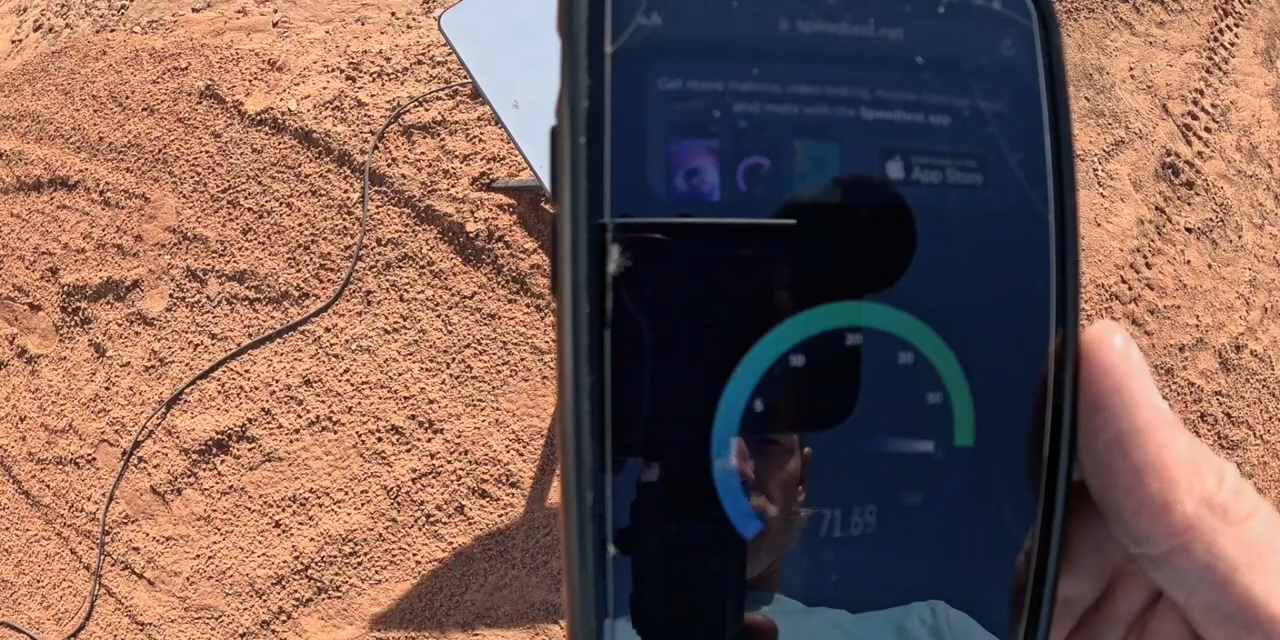 AA speedtest.net
Get more metrics, video testing, mobile coverage maps
and more with the Speedtest app.
App Store
5 10 20 30 50
71.69